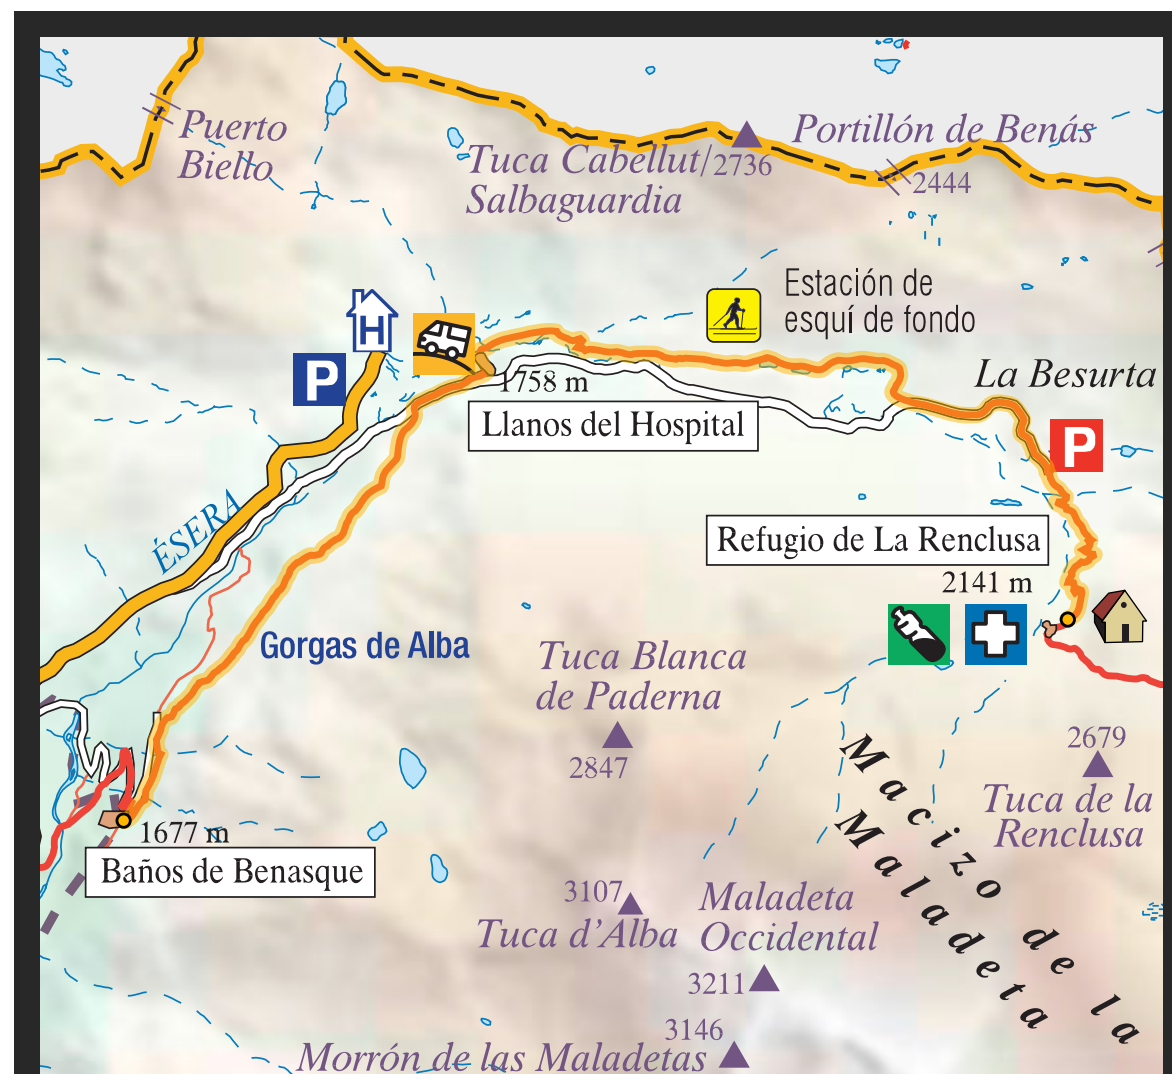 Puerto
Biello
Tuca Cabellut/
Salbaguardia
2736
Portillón de Benás
2444
Estación de
esquí de fondo
H
P
1758 m
Llanos del Hospital
La Besurta
P
ÉSERA
Refugio de La Renclusa
2141 m
Gorgas de Alba
Tuca Blanca
de Paderna
2847
2679
Tuca de la
Renclusa
Macizo de la
Maladeta
1677 m
Baños de Benasque
3107
Tuca d'Alba
Maladeta
Occidental
3211
3146
Morrón de las Maladetas